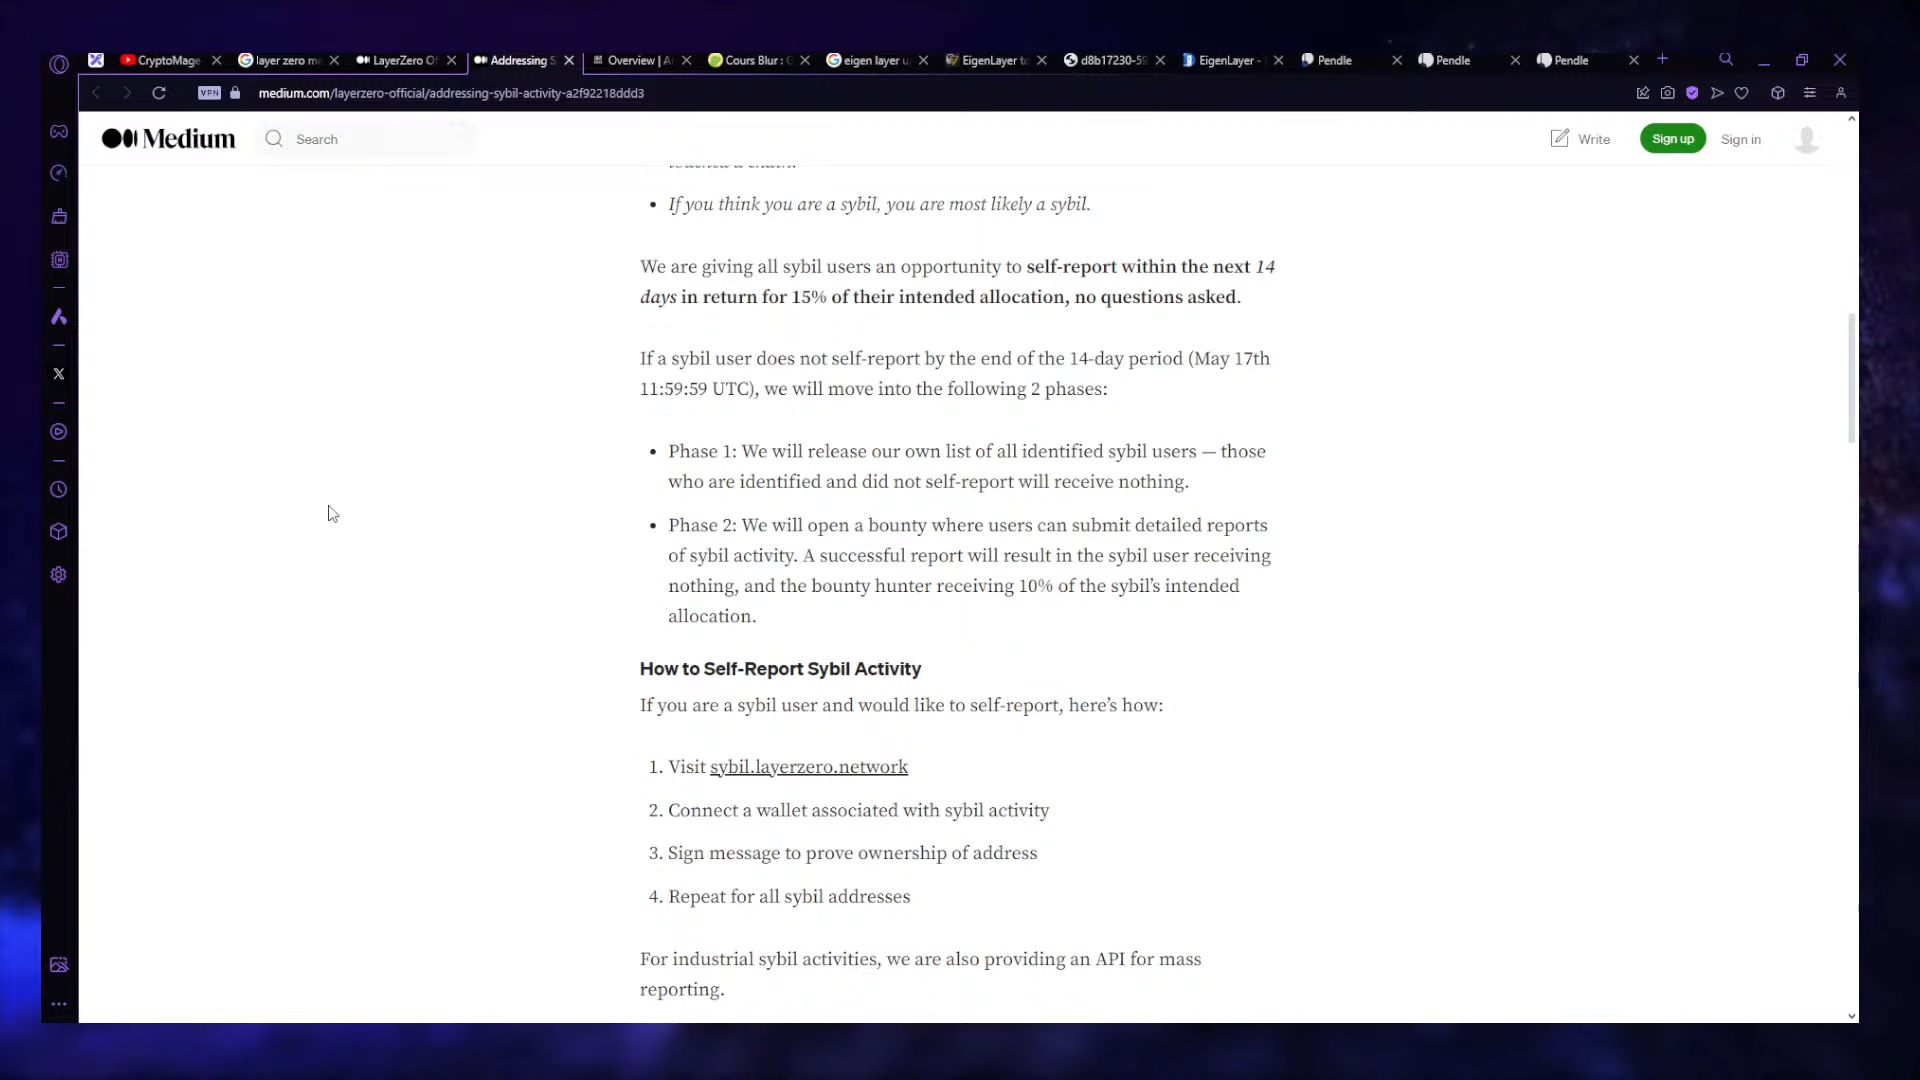 CryptoMage
layer zero m
LayerZero O
Addressing S
Overview | A
Cours Blur :
eigen layer u
EigenLayer t
d8b17230-59
EigenLayer -
Pendle
Pendle
Pendle
VPN
medium.com/layerzero-official/addressing-sybil-activity-a2f92218ddd3
Medium
Search
Write
Sign up
Sign in
• If you think you are a sybil, you are most likely a sybil.
We are giving all sybil users an opportunity to self-report within the next 14
days in return for 15% of their intended allocation, no questions asked.
If a sybil user does not self-report by the end of the 14-day period (May 17th
11:59:59 UTC), we will move into the following 2 phases:
• Phase 1: We will release our own list of all identified sybil users — those
who are identified and did not self-report will receive nothing.
• Phase 2: We will open a bounty where users can submit detailed reports
of sybil activity. A successful report will result in the sybil user receiving
nothing, and the bounty hunter receiving 10% of the sybil’s intended
allocation.
How to Self-Report Sybil Activity
If you are a sybil user and would like to self-report, here’s how:
1. Visit sybil.layerzero.network
2. Connect a wallet associated with sybil activity
3. Sign message to prove ownership of address
4. Repeat for all sybil addresses
For industrial sybil activities, we are also providing an API for mass
reporting.